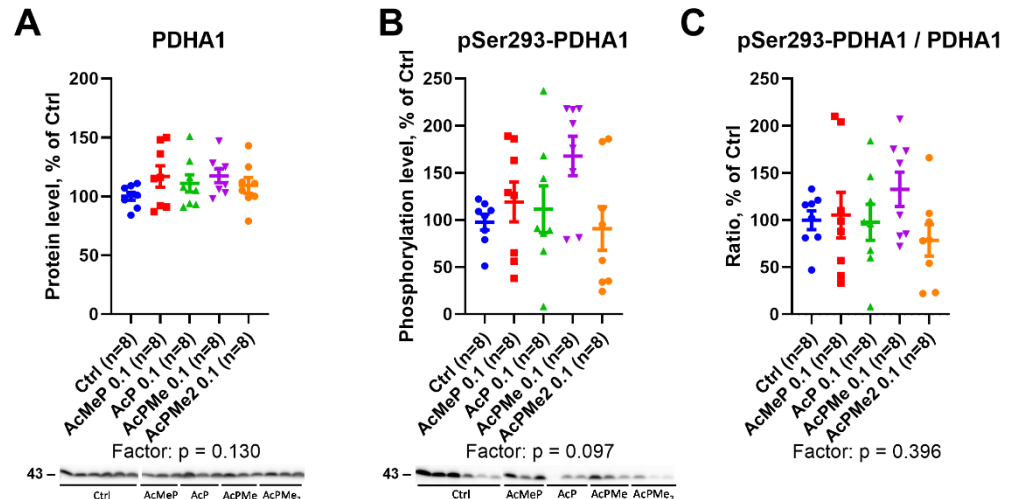 A
PDHA1
Protein level, % of Ctrl
200
150
100
50
0
Ctrl (n=8)
AcMeP 0.1 (n=8)
AcP 0.1 (n=8)
AcPMe 0.1 (n=8)
AcPMe2 0.1 (n=8)
Factor: p = 0.130
43 –
Ctrl AcMeP AcP AcPMe AcPMe₂
B
pSer293-PDHA1
Phosphorylation level, % of Ctrl
250
200
150
100
50
0
Ctrl (n=8)
AcMeP 0.1 (n=8)
AcP 0.1 (n=8)
AcPMe 0.1 (n=8)
AcPMe2 0.1 (n=8)
Factor: p = 0.097
43 –
Ctrl AcMeP AcP AcPMe AcPMe₂
C
pSer293-PDHA1 / PDHA1
Ratio, % of Ctrl
250
200
150
100
50
0
Ctrl (n=8)
AcMeP 0.1 (n=8)
AcP 0.1 (n=8)
AcPMe 0.1 (n=8)
AcPMe2 0.1 (n=8)
Factor: p = 0.396